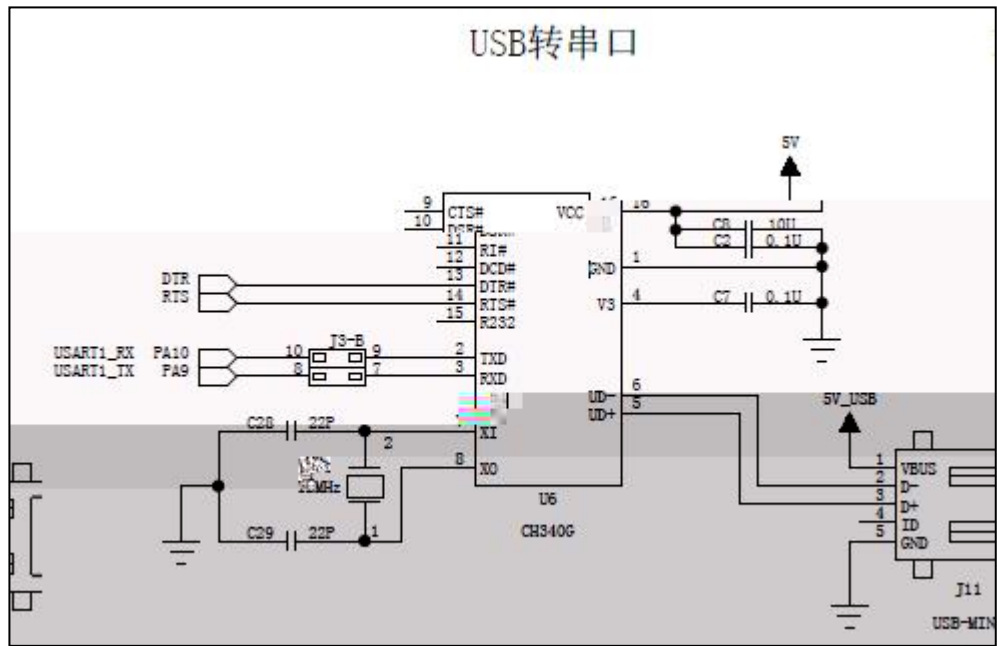 USB转串口
5V
9 CTS# VCC 16
10 DSR# C8 10U
C2 0.1U
11 RI#
12 DCD# GND 1
13 DTR# DTR
14 RTS# RTS V3 4 C7 0.1U
15 R232
J3-B
USART1_RX PA10 10 9 2 TXD
USART1_TX PA9 8 7 3 RXD
UD- 6
UD+ 5
5V_USB
C28 22P 2 XI
8 XO
MHz
C29 22P 1
U6
CH340G
1 VBUS
2 D-
3 D+
4 ID
5 GND
J11
USB-MIN